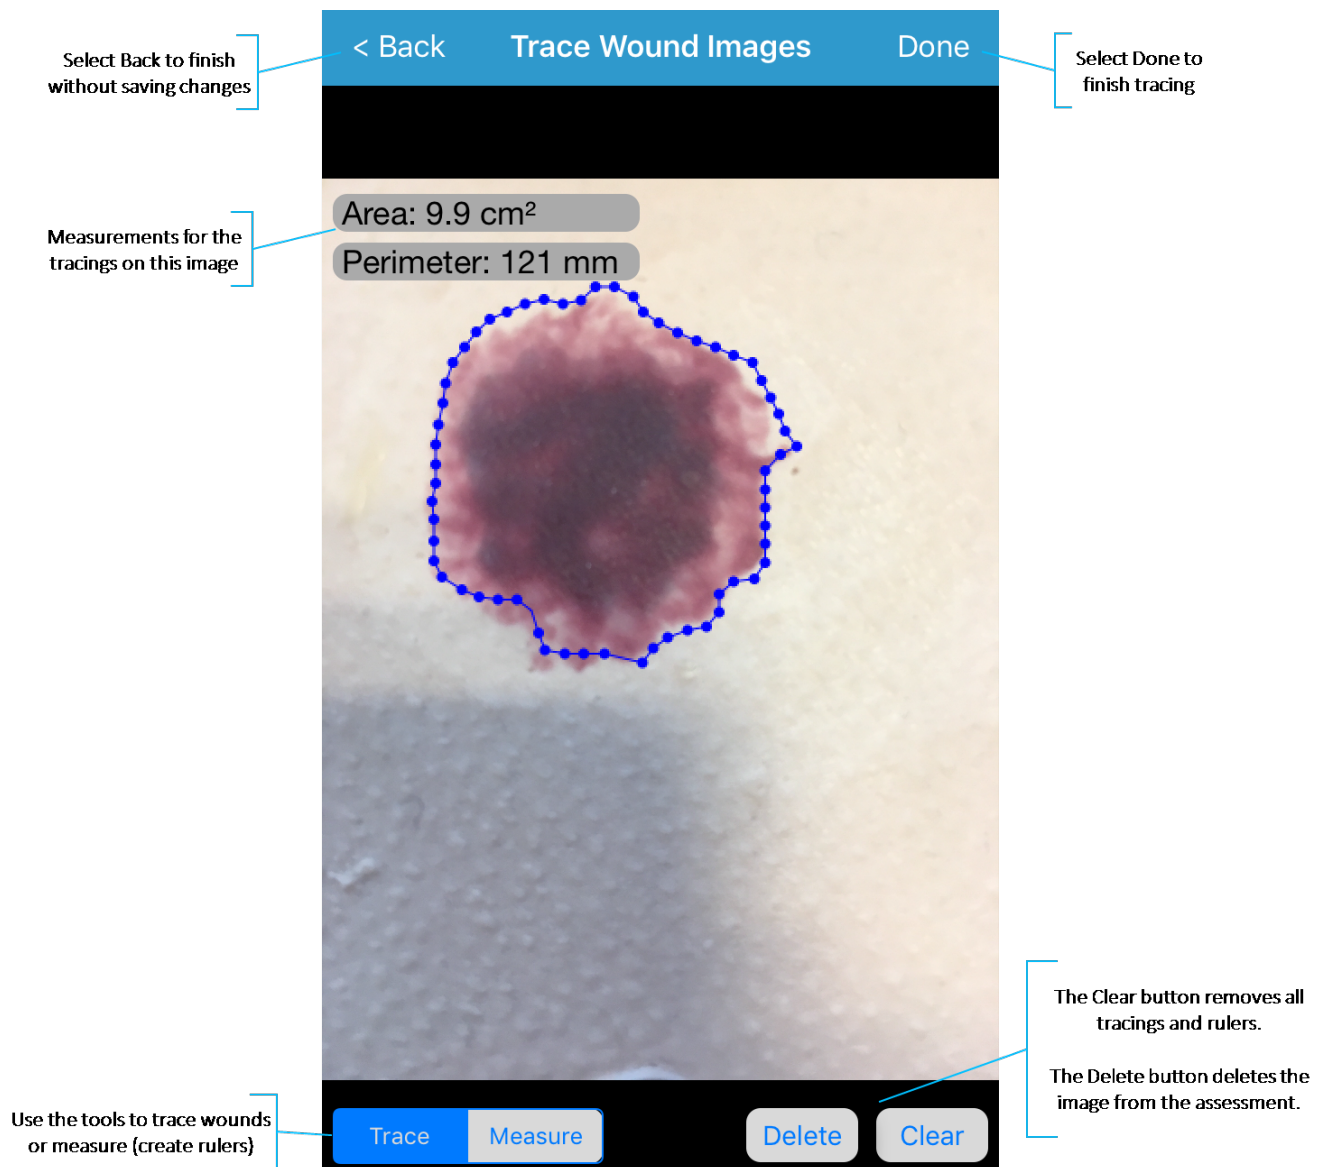 Select Back to finish
without saving changes
< Back
Trace Wound Images
Done
Select Done to
finish tracing
Measurements for the
tracings on this image
Area: 9.9 cm²
Perimeter: 121 mm
The Clear button removes all
tracings and rulers.
The Delete button deletes the
image from the assessment.
Use the tools to trace wounds
or measure (create rulers)
Trace
Measure
Delete
Clear